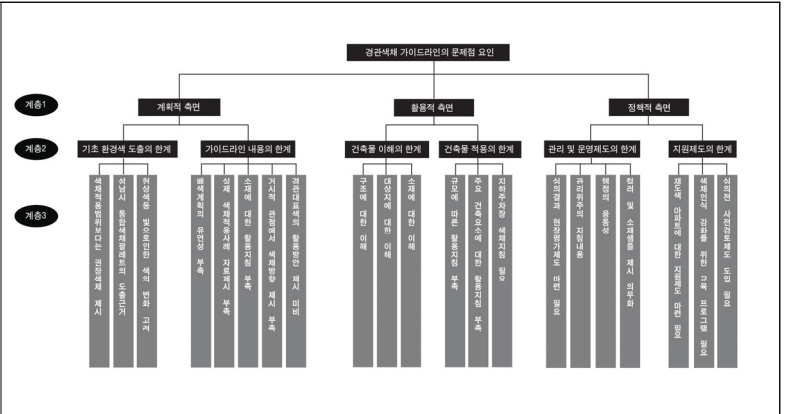 경관색채 가이드라인의 문제점 요인
계층1
계획적 측면
활용적 측면
정책적 측면
계층2
기초 환경색 도출의 한계
가이드라인 내용의 한계
건축물 이해의 한계
건축물 적용의 한계
관리 및 운영제도의 한계
지원제도의 한계
계층3
색채적용범위보다는 권장색채 제시
성남시 통합색채팔레트의 도출근거
현상색등 빛으로인한 색의 변화 고려
배색계획의 유연성 부족
실제 색채적용사례 자료제시 부족
소재에 대한 활용지침 부족
거시적 관점에서 색채방향 제시 부족
경관대표색의 활용방안 제시 미비
구조에 대한 이해
대상지에 대한 이해
소재에 대한 이해
규모에 따른 활용지침 부족
주요 건축요소에 대한 활용지침 부족
지하주차장 색채지침 필요
심의결과 현장평가제도 마련 필요
관리위주의 지침내용
행정의 융통성
컬러 및 소재샘플 제시 의무화
재도색 아파트에 대한 지원제도 마련 필요
색채인식 강화를 위한 교육 프로그램 필요
심의전 사전검토제도 도입 필요